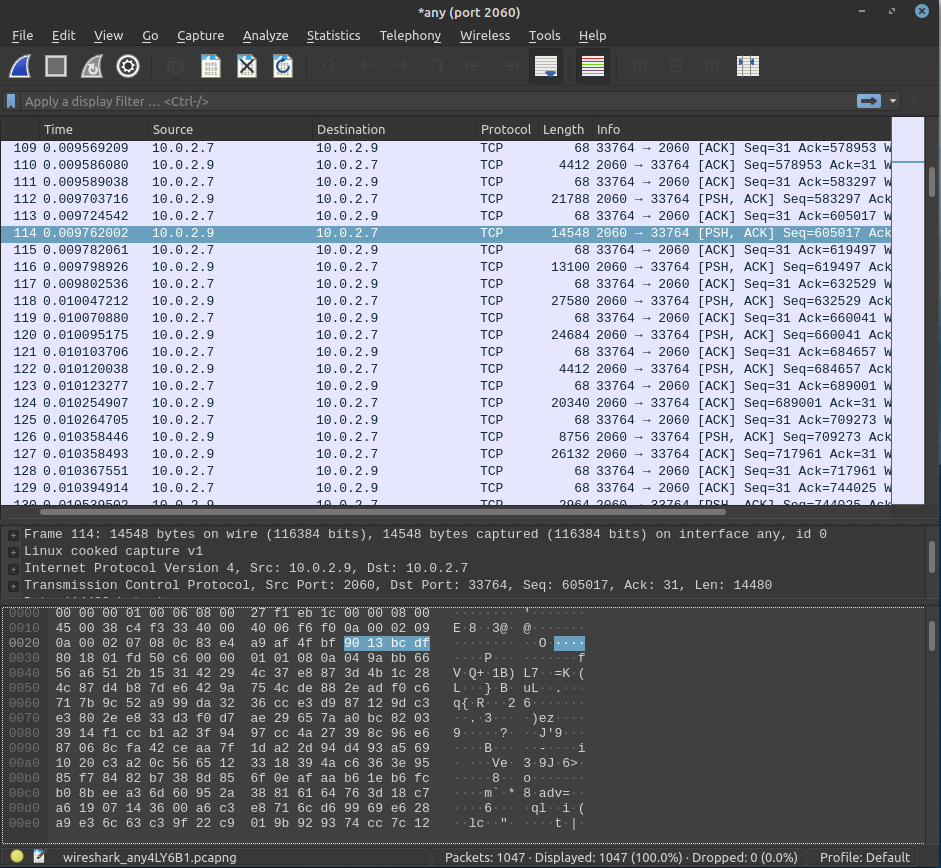 *any (port 2060)
File Edit View Go Capture Analyze Statistics Telephony Wireless Tools Help
Apply a display filter … <Ctrl-/>
Time Source Destination Protocol Length Info
109 0.009569209 10.0.2.7 10.0.2.9 TCP 68 33764 → 2060 [ACK] Seq=31 Ack=578953 W
110 0.009586080 10.0.2.9 10.0.2.7 TCP 4412 2060 → 33764 [ACK] Seq=578953 Ack=31 W
111 0.009589038 10.0.2.7 10.0.2.9 TCP 68 33764 → 2060 [ACK] Seq=31 Ack=583297 W
112 0.009703716 10.0.2.9 10.0.2.7 TCP 21788 2060 → 33764 [PSH, ACK] Seq=583297 Ack
113 0.009724542 10.0.2.7 10.0.2.9 TCP 68 33764 → 2060 [ACK] Seq=31 Ack=605017 W
114 0.009762002 10.0.2.9 10.0.2.7 TCP 14548 2060 → 33764 [PSH, ACK] Seq=605017 Ack
115 0.009782061 10.0.2.7 10.0.2.9 TCP 68 33764 → 2060 [ACK] Seq=31 Ack=619497 W
116 0.009798926 10.0.2.9 10.0.2.7 TCP 13100 2060 → 33764 [PSH, ACK] Seq=619497 Ack
117 0.009802536 10.0.2.7 10.0.2.9 TCP 68 33764 → 2060 [ACK] Seq=31 Ack=632529 W
118 0.010047212 10.0.2.9 10.0.2.7 TCP 27580 2060 → 33764 [PSH, ACK] Seq=632529 Ack
119 0.010070880 10.0.2.7 10.0.2.9 TCP 68 33764 → 2060 [ACK] Seq=31 Ack=660041 W
120 0.010095175 10.0.2.9 10.0.2.7 TCP 24684 2060 → 33764 [PSH, ACK] Seq=660041 Ack
121 0.010103706 10.0.2.7 10.0.2.9 TCP 68 33764 → 2060 [ACK] Seq=31 Ack=684657 W
122 0.010120038 10.0.2.9 10.0.2.7 TCP 4412 2060 → 33764 [PSH, ACK] Seq=684657 Ack
123 0.010123277 10.0.2.7 10.0.2.9 TCP 68 33764 → 2060 [ACK] Seq=31 Ack=689001 W
124 0.010254907 10.0.2.9 10.0.2.7 TCP 20340 2060 → 33764 [ACK] Seq=689001 Ack=31 W
125 0.010264705 10.0.2.7 10.0.2.9 TCP 68 33764 → 2060 [ACK] Seq=31 Ack=709273 W
126 0.010358446 10.0.2.9 10.0.2.7 TCP 8756 2060 → 33764 [PSH, ACK] Seq=709273 Ack
127 0.010358493 10.0.2.9 10.0.2.7 TCP 26132 2060 → 33764 [ACK] Seq=717961 Ack=31 W
128 0.010367551 10.0.2.7 10.0.2.9 TCP 68 33764 → 2060 [ACK] Seq=31 Ack=717961 W
129 0.010394914 10.0.2.7 10.0.2.9 TCP 68 33764 → 2060 [ACK] Seq=31 Ack=744025 W
Frame 114: 14548 bytes on wire (116384 bits), 14548 bytes captured (116384 bits) on interface any, id 0
Linux cooked capture v1
Internet Protocol Version 4, Src: 10.0.2.9, Dst: 10.0.2.7
Transmission Control Protocol, Src Port: 2060, Dst Port: 33764, Seq: 605017, Ack: 31, Len: 14480
0000 00 00 00 01 00 06 08 00 27 f1 eb 1c 00 00 08 00 ········ '·······
45 00 38 c4 f3 33 40 00 40 06 f6 f0 0a 00 02 09 E·8··3@· @·······
0020 0a 00 02 07 08 0c 83 e4 a9 af 4f bf 90 13 bc df ········ ··O·····
80 18 01 fd 50 c6 00 00 01 01 08 0a 04 9a bb 66 ····P··· ·······f
0040 56 a6 51 2b 15 31 42 29 4c 37 e8 87 3d 4b 1c 28 V·Q+·1B) L7··=K·(
4c 87 d4 b8 7d e6 42 9a 75 4c de 88 2e ad f0 c6 L···}·B· uL··.···
0060 71 7b 9c 52 a9 99 da 32 36 cc e3 d9 87 12 9d c3 q{·R···2 6·······
e3 80 2e e8 33 d3 f0 d7 ae 29 65 7a a0 bc 82 03 ··.·3··· ·)ez····
0080 39 14 f1 cc b1 a2 3f 94 97 cc 4a 27 39 8c 96 e6 9·····?· ··J'9···
0090 87 06 8c fa 42 ce aa 7f 1d a2 2d 94 d4 93 a5 69 ····B··· ··-····i
00a0 10 20 c3 a2 0c 56 65 12 33 18 39 4a c6 36 3e 95 · ···Ve· 3·9J·6>·
00b0 85 f7 84 82 b7 38 8d 85 6f 0e af aa b6 1e b6 fc ·····8·· o·······
00c0 b0 8b ee a3 6d 60 95 2a 38 81 61 64 76 3d 18 c7 ····m`·* 8·adv=··
00d0 a6 19 07 14 36 00 a6 c3 e8 71 6c d6 99 69 e6 28 ····6··· ·ql··i·(
00e0 a9 e3 6c 63 c3 9f 22 c9 01 9b 92 93 74 cc 7c 12 ··lc··"· ····t·|·
wireshark_any4LY6B1.pcapng Packets: 1047 · Displayed: 1047 (100.0%) · Dropped: 0 (0.0%) Profile: Default